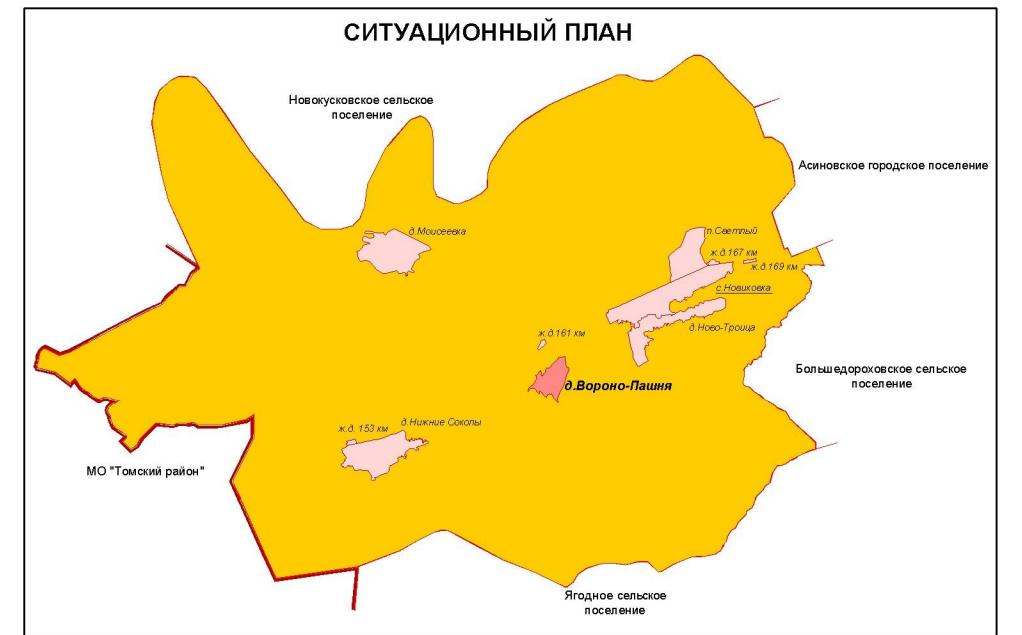 СИТУАЦИОННЫЙ ПЛАН
Новокусковское сельское
поселение
Асиновское городское поселение
д.Моисеевка
п.Светлый
ж.д.167 км
ж.д.169 км
с.Новиковка
д.Ново-Троица
ж.д.161 км
Большедороховское сельское
поселение
д.Вороно-Пашня
д.Нижние Соколы
ж.д. 153 км
МО "Томский район"
Ягодное сельское
поселение